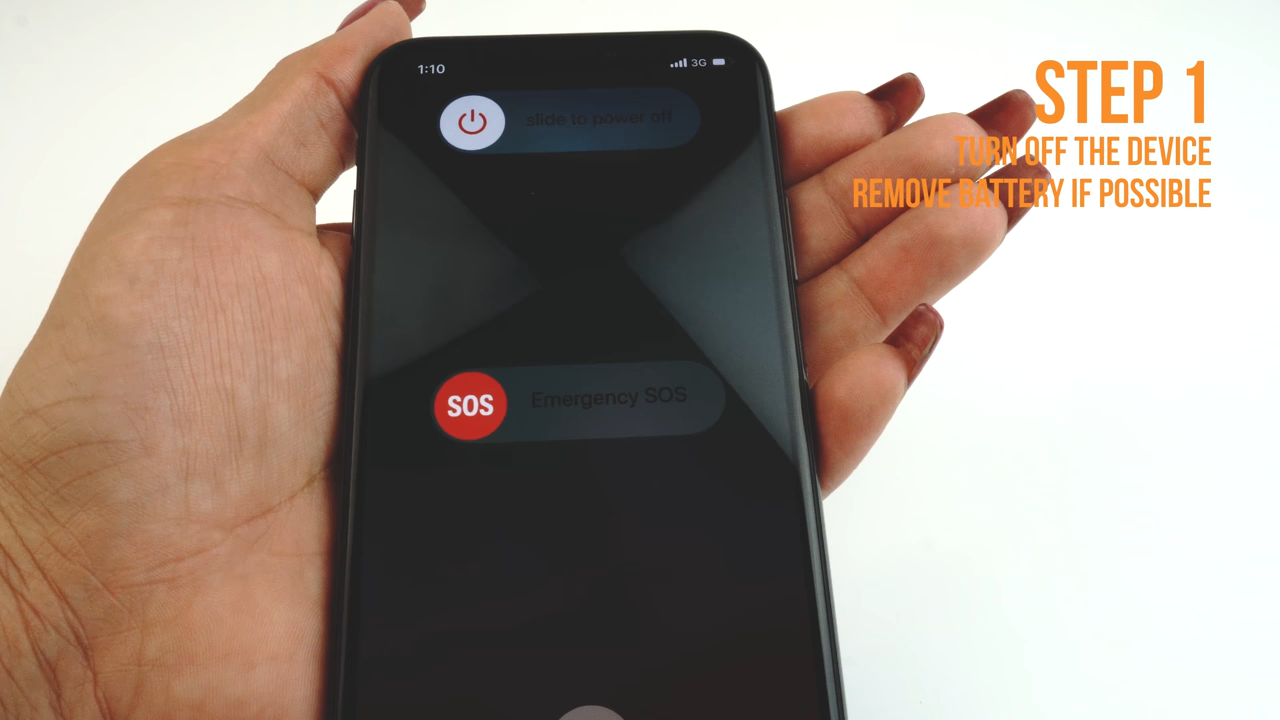 1:10
3G
slide to power off
STEP 1
TURN OFF THE DEVICE
REMOVE BATTERY IF POSSIBLE
SOS
Emergency SOS